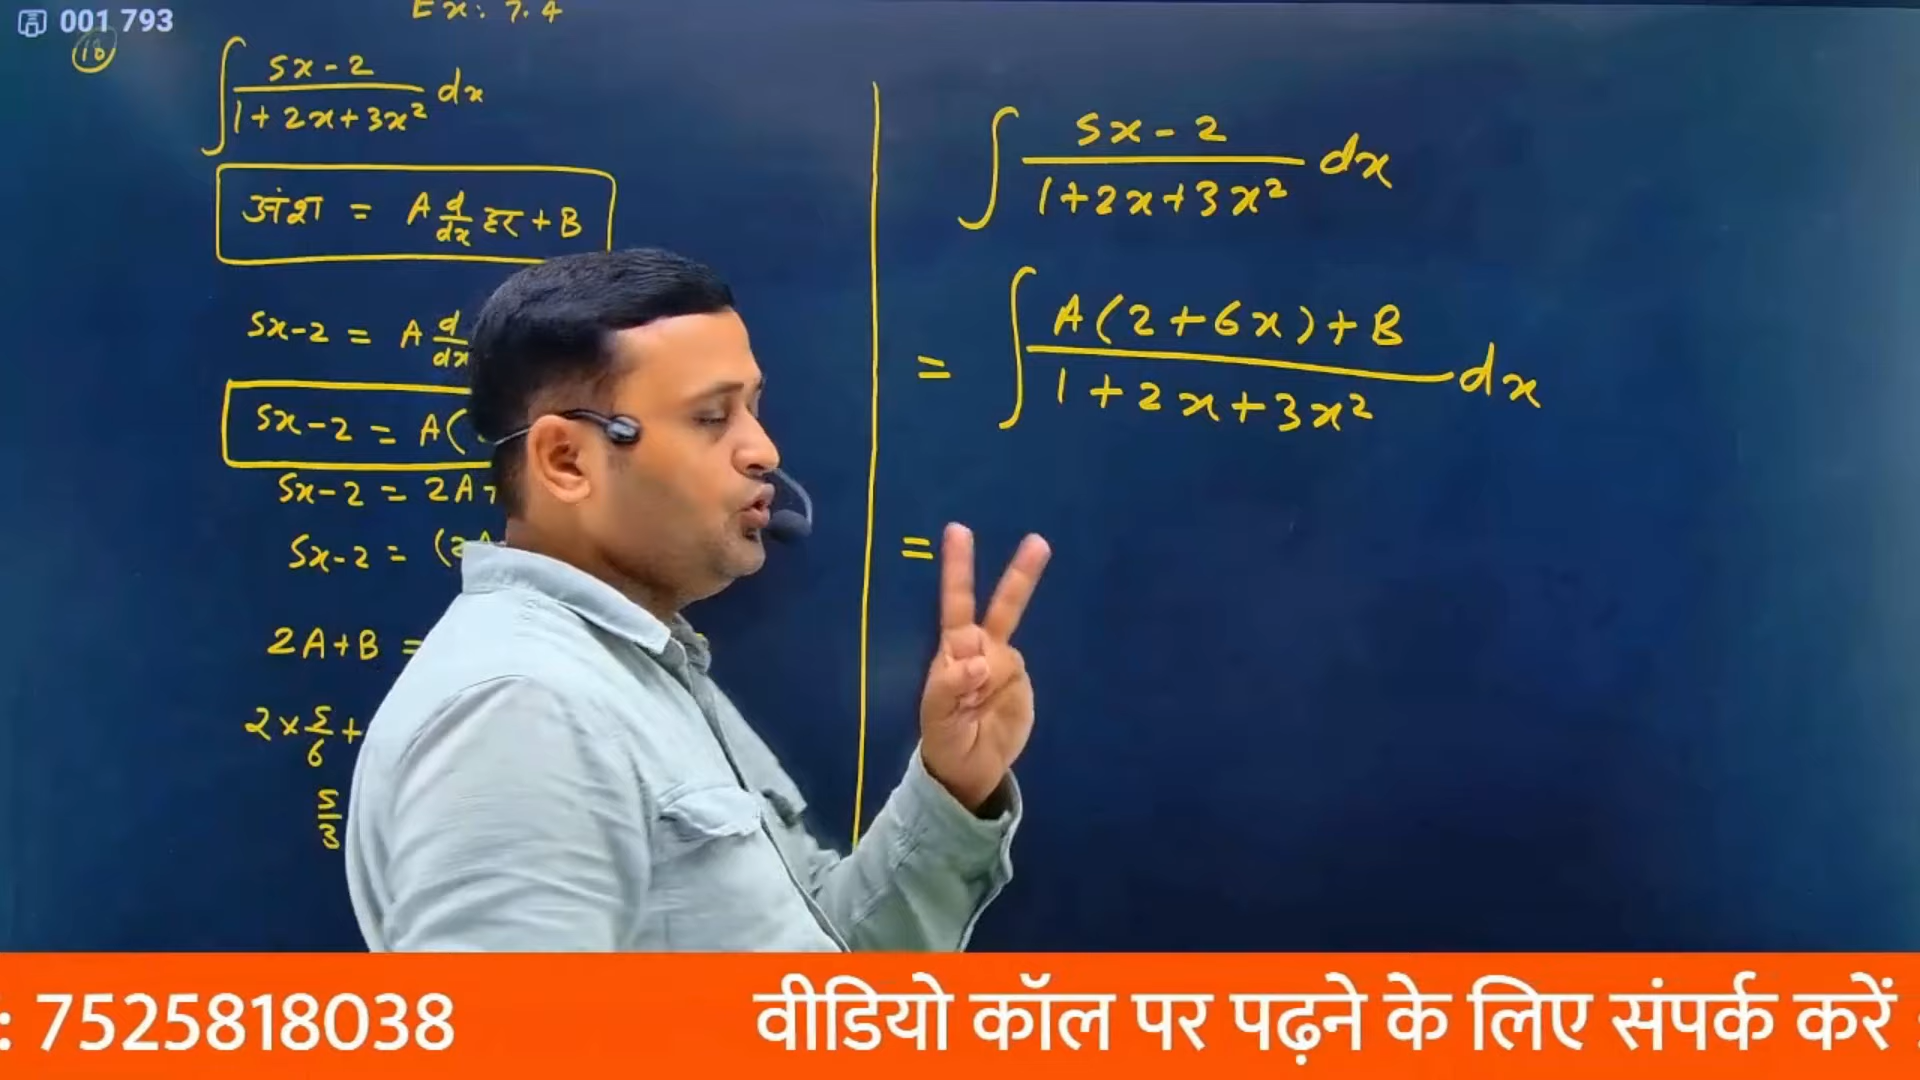 001 793
Ex: 7.4
10
∫ 5x-2 / 1+2x+3x² dx
अंश = A d/dx हर + B
5x-2 = A d/dx
5x-2 = A(
5x-2 = 2A+
5x-2 = (2A
2A+B =
2×5/6+
5/3
∫ 5x-2 / 1+2x+3x² dx
= ∫ A(2+6x)+B / 1+2x+3x² dx
=
: 7525818038 वीडियो कॉल पर पढ़ने के लिए संपर्क करें :